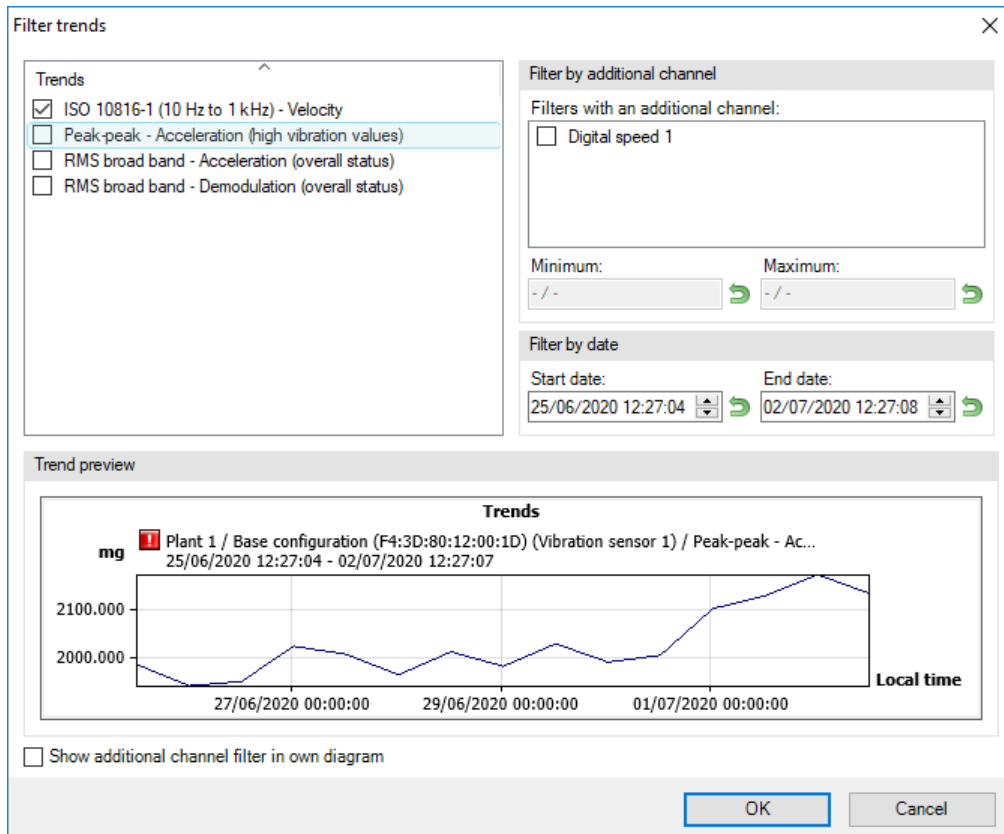 Filter trends
Trends
ISO 10816-1 (10 Hz to 1 kHz) - Velocity
Peak-peak - Acceleration (high vibration values)
RMS broad band - Acceleration (overall status)
RMS broad band - Demodulation (overall status)
Filter by additional channel
Filters with an additional channel:
Digital speed 1
Minimum:
Maximum:
- / -
- / -
Filter by date
Start date:
End date:
25/06/2020 12:27:04
02/07/2020 12:27:08
Trend preview
Trends
mg
Plant 1 / Base configuration (F4:3D:80:12:00:1D) (Vibration sensor 1) / Peak-peak - Ac...
25/06/2020 12:27:04 - 02/07/2020 12:27:07
2100.000
2000.000
Local time
27/06/2020 00:00:00
29/06/2020 00:00:00
01/07/2020 00:00:00
Show additional channel filter in own diagram
OK
Cancel